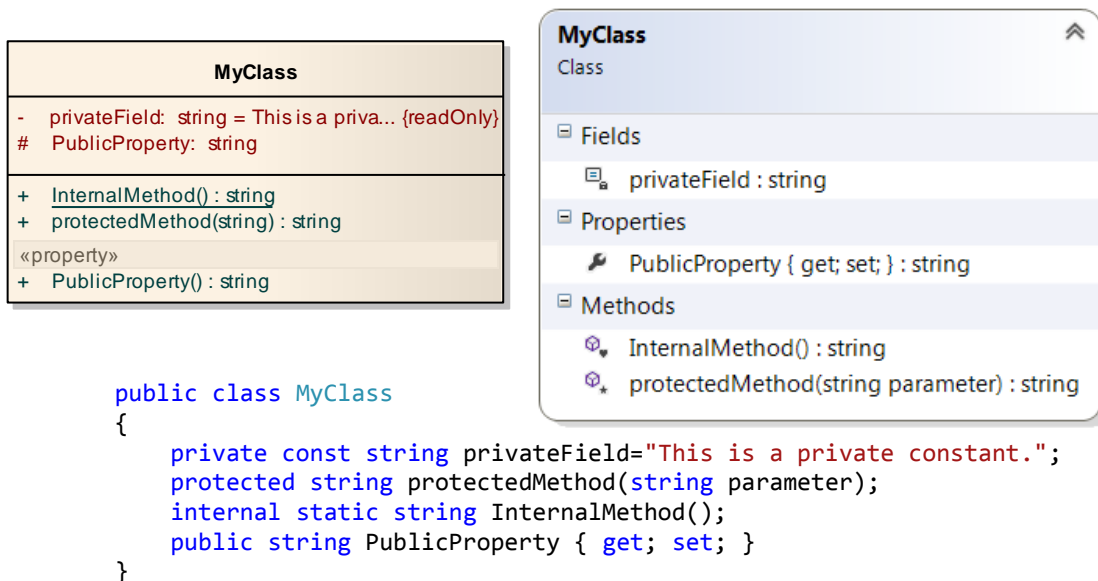 MyClass
- privateField: string = This is a priva... {readOnly}
# PublicProperty: string
+ InternalMethod() : string
+ protectedMethod(string) : string
«property»
+ PublicProperty() : string
MyClass
Class
Fields
privateField : string
Properties
PublicProperty { get; set; } : string
Methods
InternalMethod() : string
protectedMethod(string parameter) : string
public class MyClass
{
    private const string privateField="This is a private constant.";
    protected string protectedMethod(string parameter);
    internal static string InternalMethod();
    public string PublicProperty { get; set; }
}